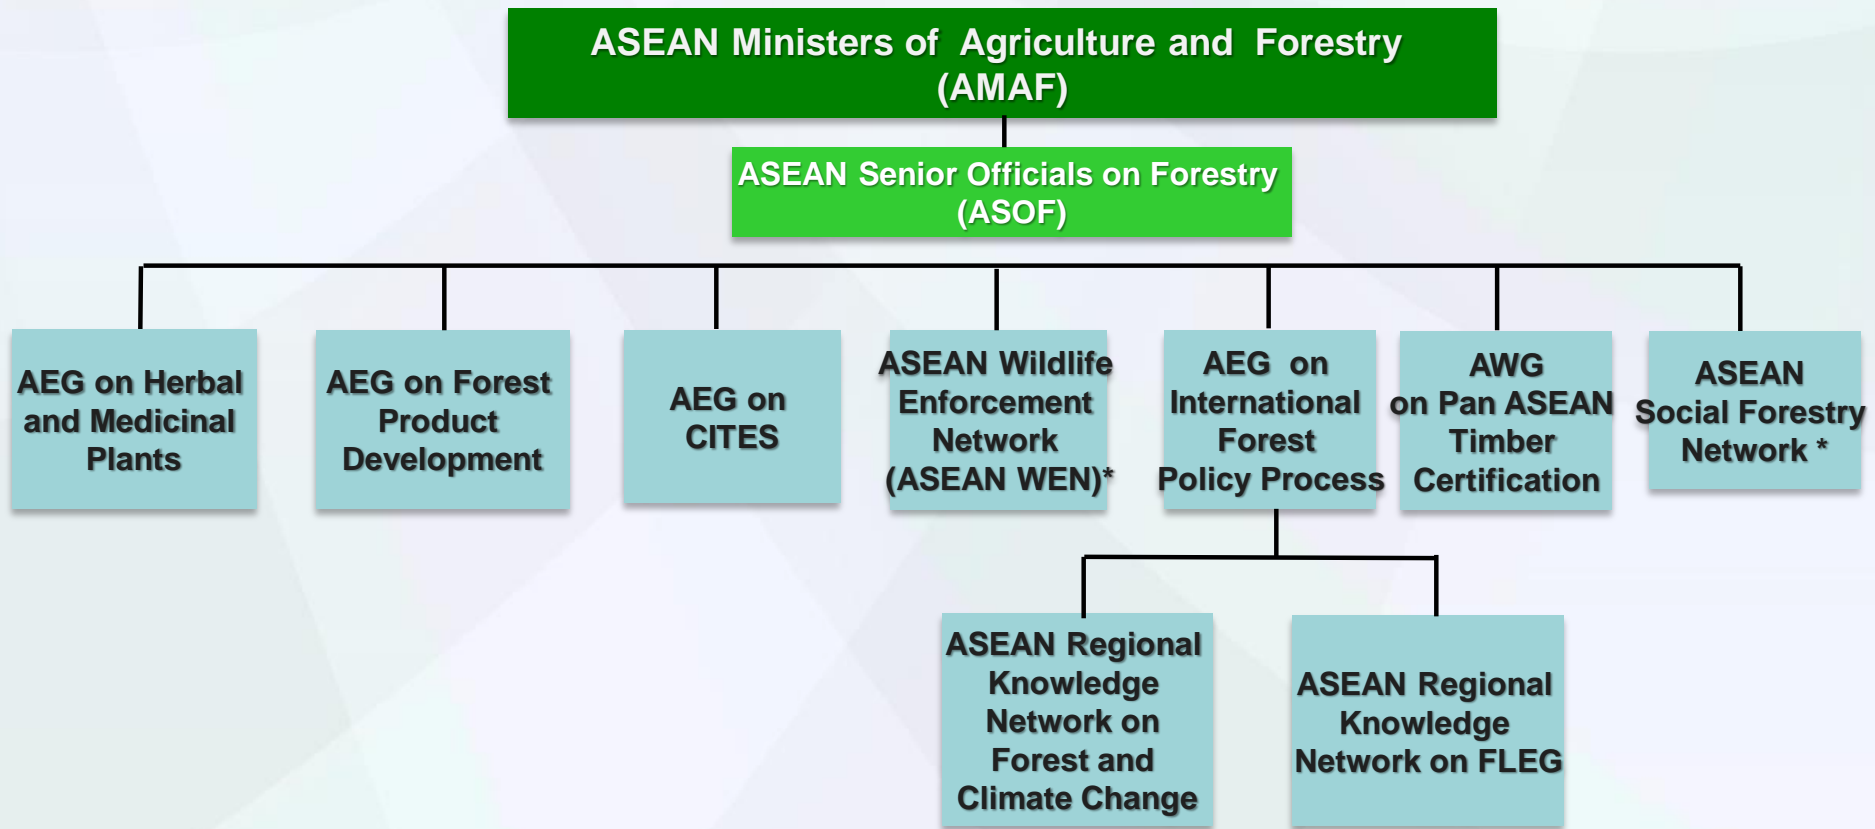 ASEAN Ministers of Agriculture and Forestry
(AMAF)
ASEAN Senior Officials on Forestry
(ASOF)
AEG on Herbal
and Medicinal
Plants
AEG on Forest
Product
Development
AEG on
CITES
ASEAN Wildlife
Enforcement
Network
(ASEAN WEN)*
AEG on
International
Forest
Policy Process
AWG
on Pan ASEAN
Timber
Certification
ASEAN
Social Forestry
Network *
ASEAN Regional
Knowledge
Network on
Forest and
Climate Change
ASEAN Regional
Knowledge
Network on FLEG